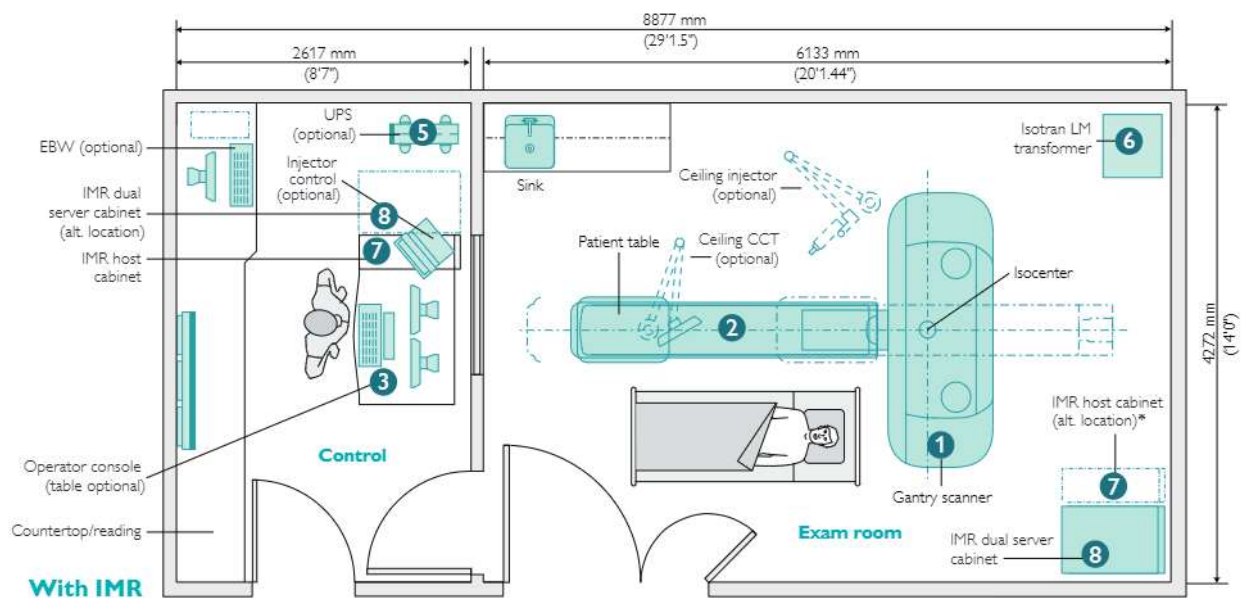 8877 mm
(29'1.5")
2617 mm
(8'7")
6133 mm
(20'1.44")
UPS
(optional)
5
EBW (optional)
Injector
control
(optional)
IMR dual
server cabinet
(alt. location)
8
IMR host
cabinet
7
Sink
Ceiling injector
(optional)
Isotran LM
transformer
6
Patient table
Ceiling CCT
(optional)
Isocenter
2
3
4272 mm
(14'0")
IMR host cabinet
(alt. location)*
7
1
Gantry scanner
Control
Operator console
(table optional)
Countertop/reading
Exam room
IMR dual server
cabinet
8
With IMR